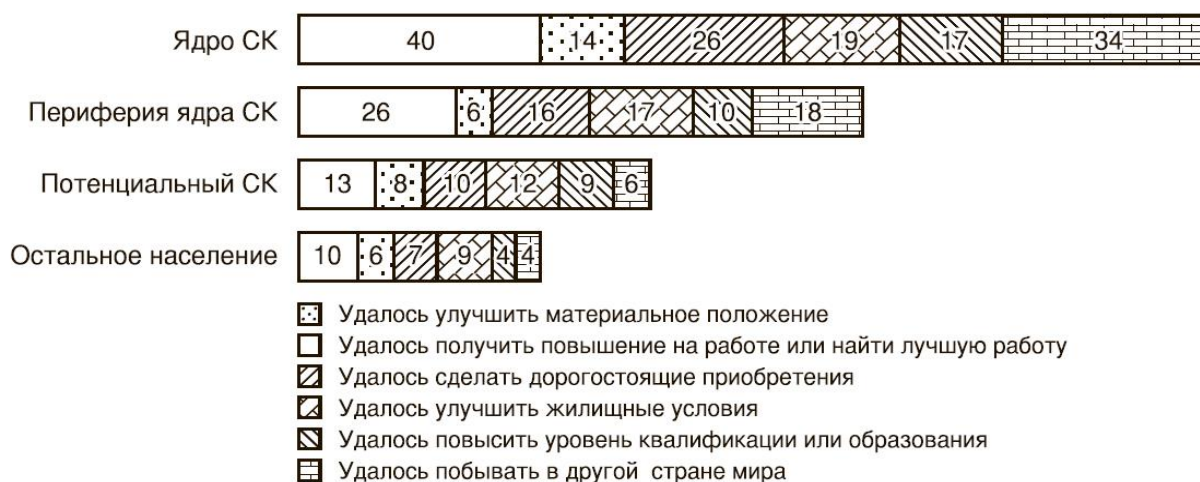 Ядро СК 40 14 26 19 17 34
Периферия ядра СК 26 6 16 17 10 18
Потенциальный СК 13 8 10 12 9 6
Остальное население 10 6 7 9 4 4
Удалось улучшить материальное положение
Удалось получить повышение на работе или найти лучшую работу
Удалось сделать дорогостоящие приобретения
Удалось улучшить жилищные условия
Удалось повысить уровень квалификации или образования
Удалось побывать в другой стране мира